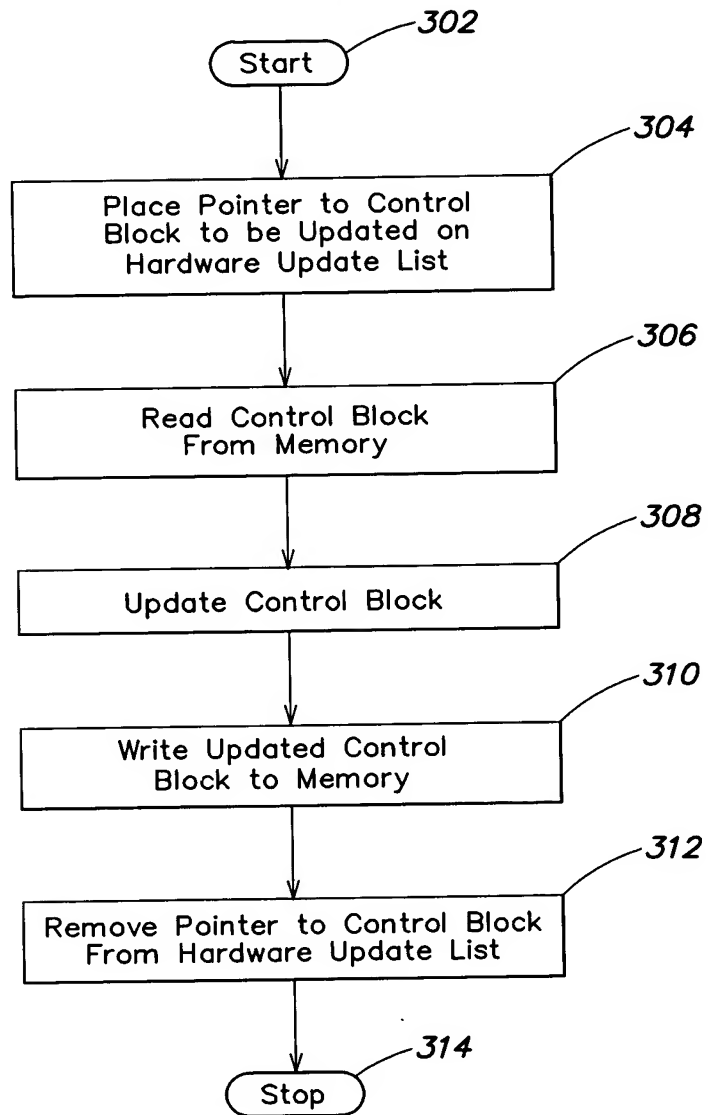 302
Start
304
Place Pointer to Control
Block to be Updated on
Hardware Update List
306
Read Control Block
From Memory
308
Update Control Block
310
Write Updated Control
Block to Memory
312
Remove Pointer to Control Block
From Hardware Update List
314
Stop